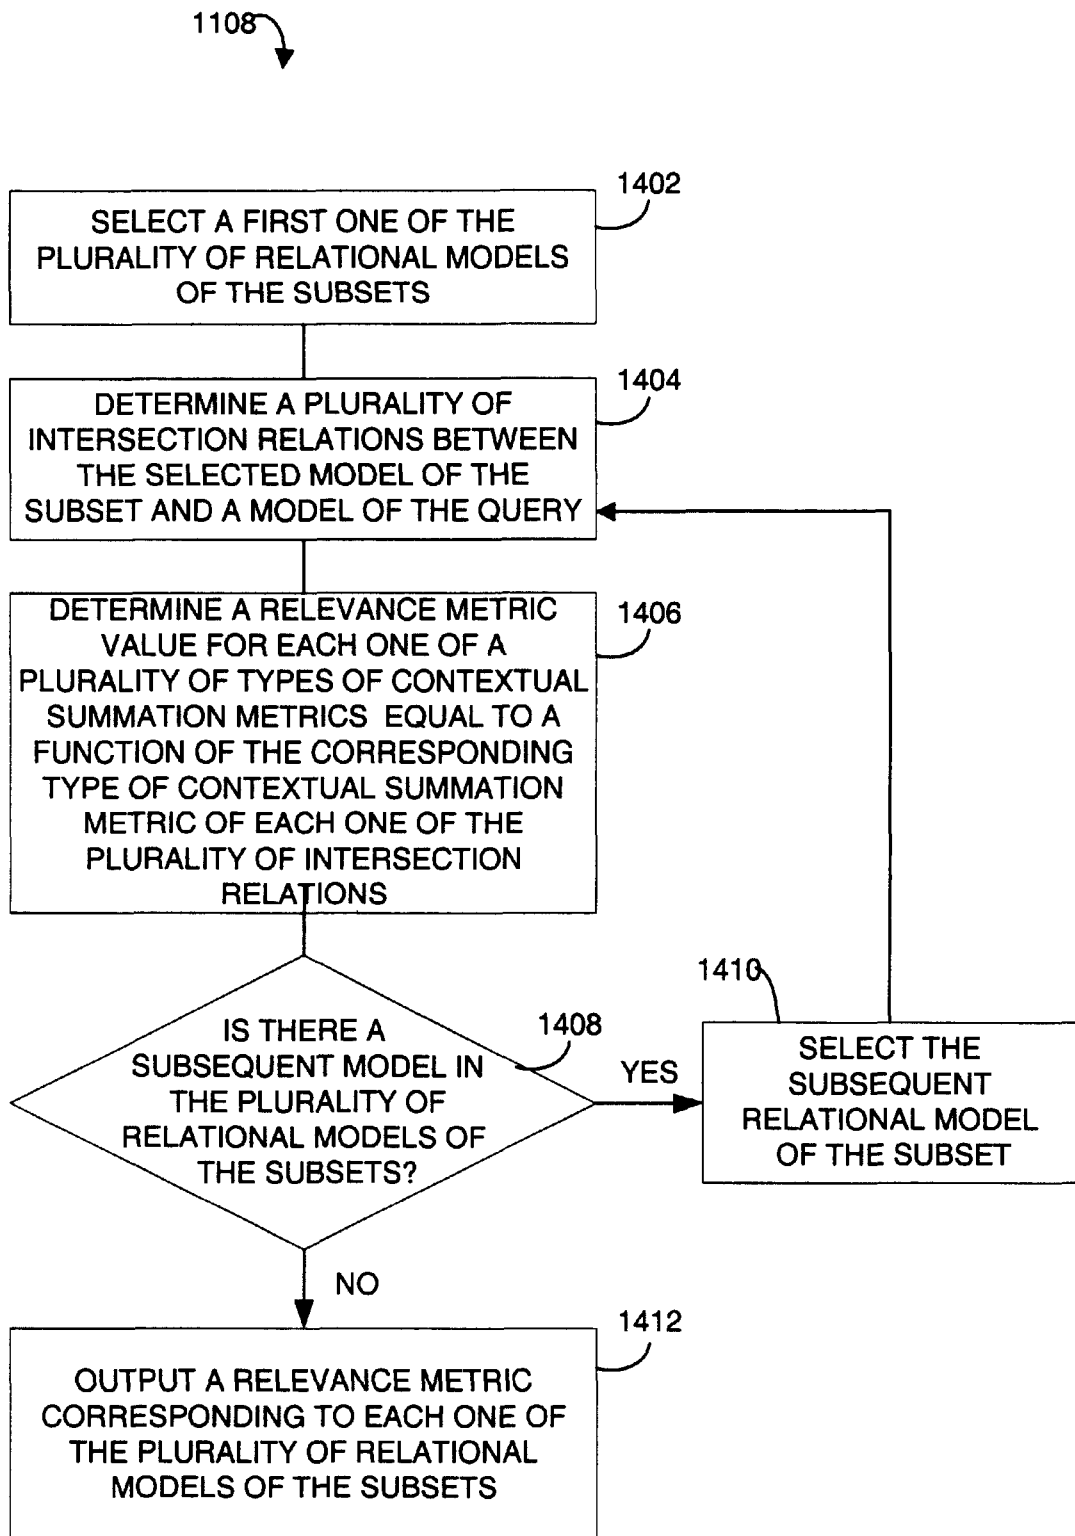 1108
1402
SELECT A FIRST ONE OF THE
PLURALITY OF RELATIONAL MODELS
OF THE SUBSETS
1404
DETERMINE A PLURALITY OF
INTERSECTION RELATIONS BETWEEN
THE SELECTED MODEL OF THE
SUBSET AND A MODEL OF THE QUERY
1406
DETERMINE A RELEVANCE METRIC
VALUE FOR EACH ONE OF A
PLURALITY OF TYPES OF CONTEXTUAL
SUMMATION METRICS EQUAL TO A
FUNCTION OF THE CORRESPONDING
TYPE OF CONTEXTUAL SUMMATION
METRIC OF EACH ONE OF THE
PLURALITY OF INTERSECTION
RELATIONS
1408
IS THERE A
SUBSEQUENT MODEL IN
THE PLURALITY OF
RELATIONAL MODELS OF
THE SUBSETS?
YES
1410
SELECT THE
SUBSEQUENT
RELATIONAL MODEL
OF THE SUBSET
NO
1412
OUTPUT A RELEVANCE METRIC
CORRESPONDING TO EACH ONE OF
THE PLURALITY OF RELATIONAL
MODELS OF THE SUBSETS